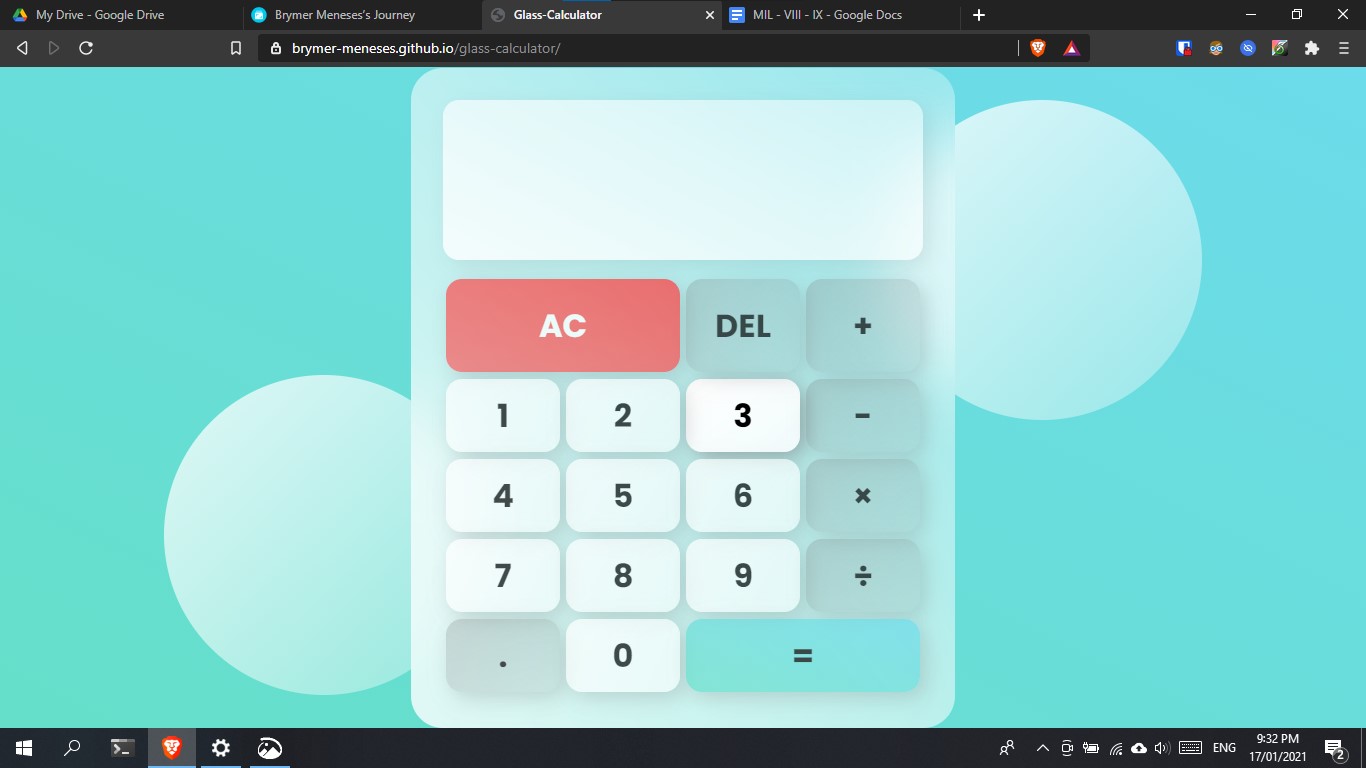 My Drive - Google Drive
Brymer Meneses's Journey
Glass-Calculator
MIL - VIII - IX - Google Docs
brymer-meneses.github.io/glass-calculator/
AC DEL +
1 2 3 -
4 5 6 ×
7 8 9 ÷
. 0 =
ENG
9:32 PM
17/01/2021
2